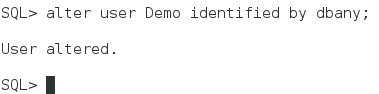 SQL> alter user Demo identified by dbany;
User altered.
SQL>